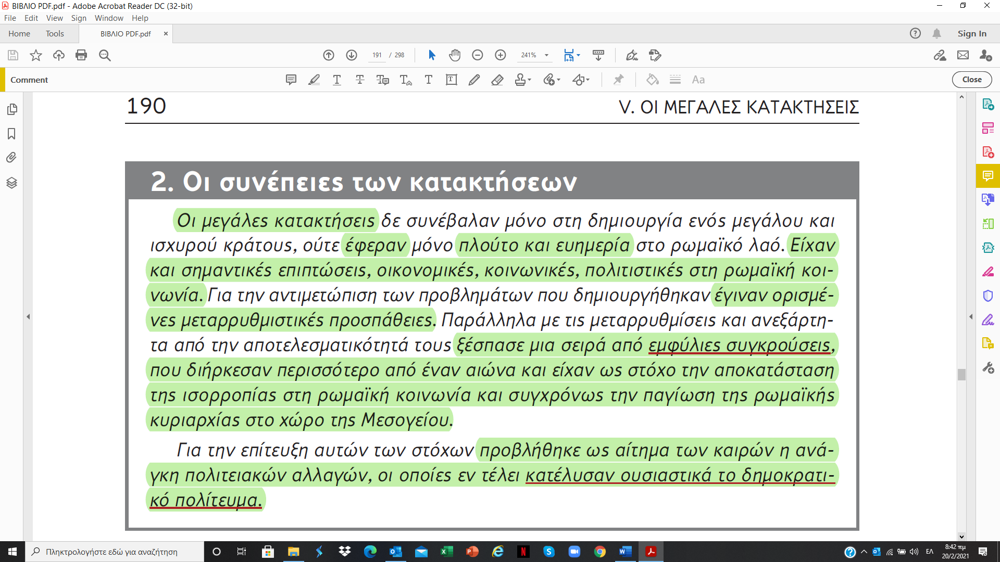 ΒΙΒΛΙΟ PDF.pdf - Adobe Acrobat Reader DC (32-bit)
File Edit View Sign Window Help
Home Tools ΒΙΒΛΙΟ PDF.pdf × Sign In
191 / 298 241%
Comment Aa Close
190 V. ΟΙ ΜΕΓΑΛΕΣ ΚΑΤΑΚΤΗΣΕΙΣ
2. Οι συνέπειες των κατακτήσεων
Οι μεγάλες κατακτήσεις δε συνέβαλαν μόνο στη δημιουργία ενός μεγάλου και
ισχυρού κράτους, ούτε έφεραν μόνο πλούτο και ευημερία στο ρωμαϊκό λαό. Είχαν
και σημαντικές επιπτώσεις, οικονομικές, κοινωνικές, πολιτιστικές στη ρωμαϊκή κοι-
νωνία. Για την αντιμετώπιση των προβλημάτων που δημιουργήθηκαν έγιναν ορισμέ-
νες μεταρρυθμιστικές προσπάθειες. Παράλληλα με τις μεταρρυθμίσεις και ανεξάρτη-
τα από την αποτελεσματικότητά τους ξέσπασε μια σειρά από εμφύλιες συγκρούσεις,
που διήρκεσαν περισσότερο από έναν αιώνα και είχαν ως στόχο την αποκατάσταση
της ισορροπίας στη ρωμαϊκή κοινωνία και συγχρόνως την παγίωση της ρωμαϊκής
κυριαρχίας στο χώρο της Μεσογείου.
Για την επίτευξη αυτών των στόχων προβλήθηκε ως αίτημα των καιρών η ανά-
γκη πολιτειακών αλλαγών, οι οποίες εν τέλει κατέλυσαν ουσιαστικά το δημοκρατι-
κό πολίτευμα.
Πληκτρολογήστε εδώ για αναζήτηση ΕΛ 8:42 πμ
20/2/2021